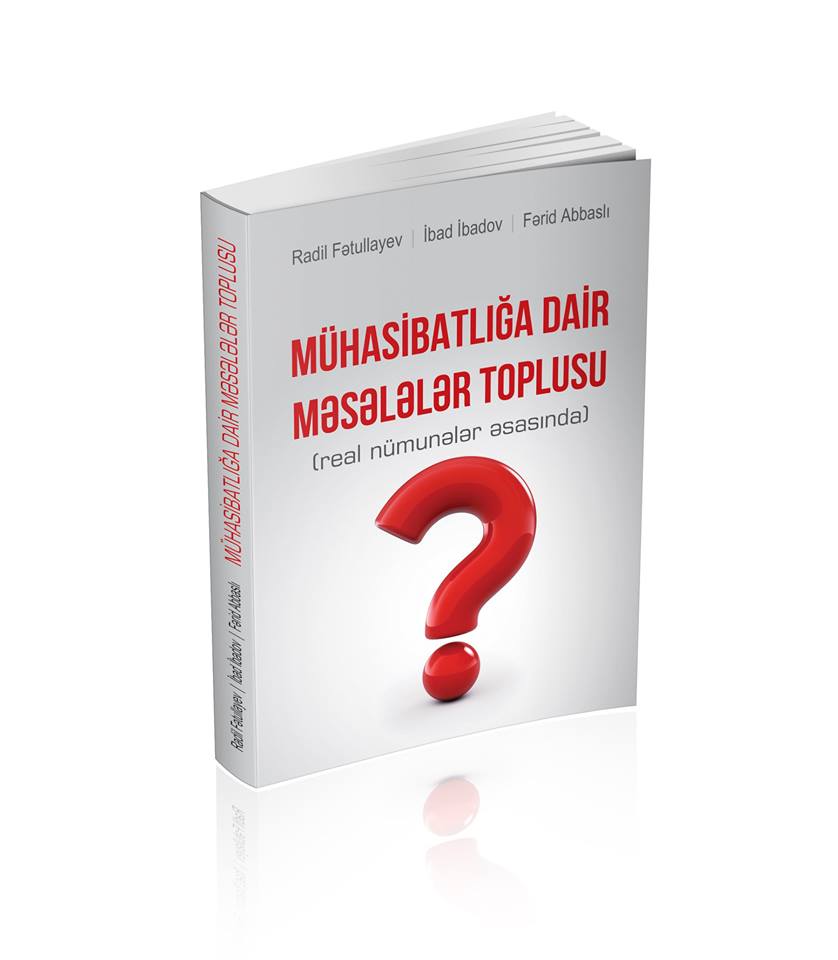 Radil Fətullayev | İbad İbadov | Fərid Abbaslı
MÜHASİBATLIĞA DAİR
MƏSƏLƏLƏR TOPLUSU
(real nümunələr əsasında)
Radil Fətullayev | İbad İbadov | Fərid Abbaslı MÜHASİBATLIĞA DAİR MƏSƏLƏLƏR TOPLUSU